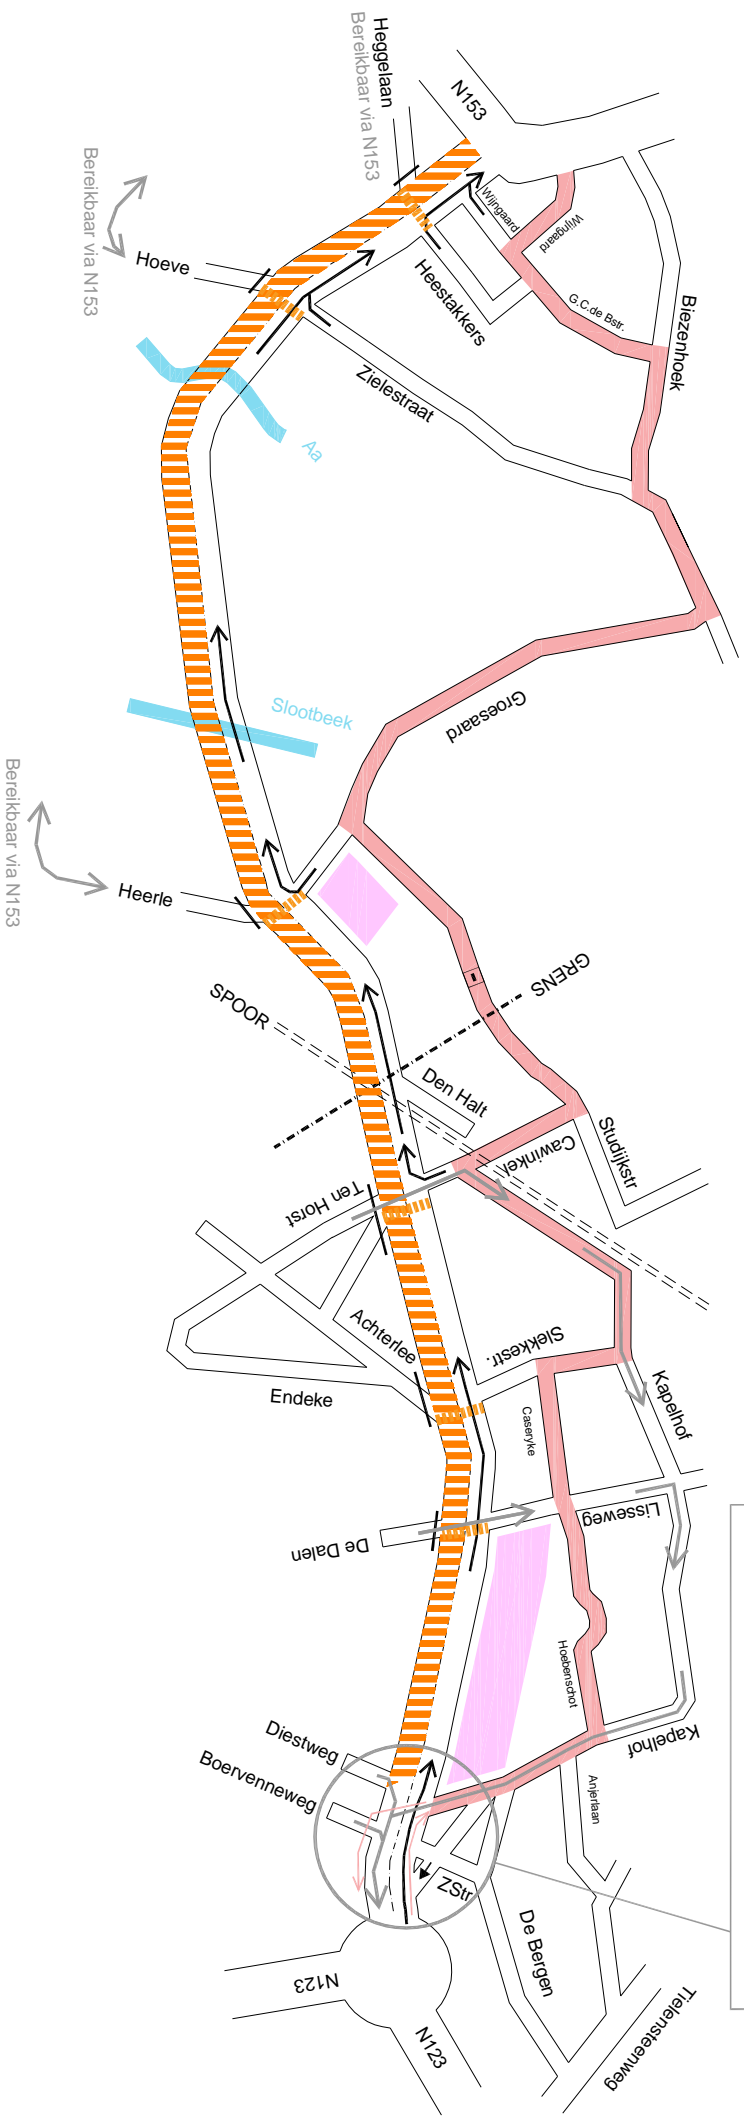 N153
Heggelaan
Bereikbaar via N153
Wijngaard
Wijngaard
Bereikbaar via N153
Hoeve
Heestakkers
G.C.de Bstr.
Biezenhoek
Zielestraat
Aa
Slootbeek
Groesaard
Bereikbaar via N153
Heerle
GRENS
SPOOR
Den Halt
Studijkstr
Cawinkel
Ten Horst
Achterlee
Slekkestr.
Kapelhof
Endeke
Caseryke
Lisseweg
De Dalen
Hoebenschot
Kapelhof
Diestweg
Boervenneweg
Anjerlaan
ZStr
De Bergen
N123
N123
Tielensteenweg